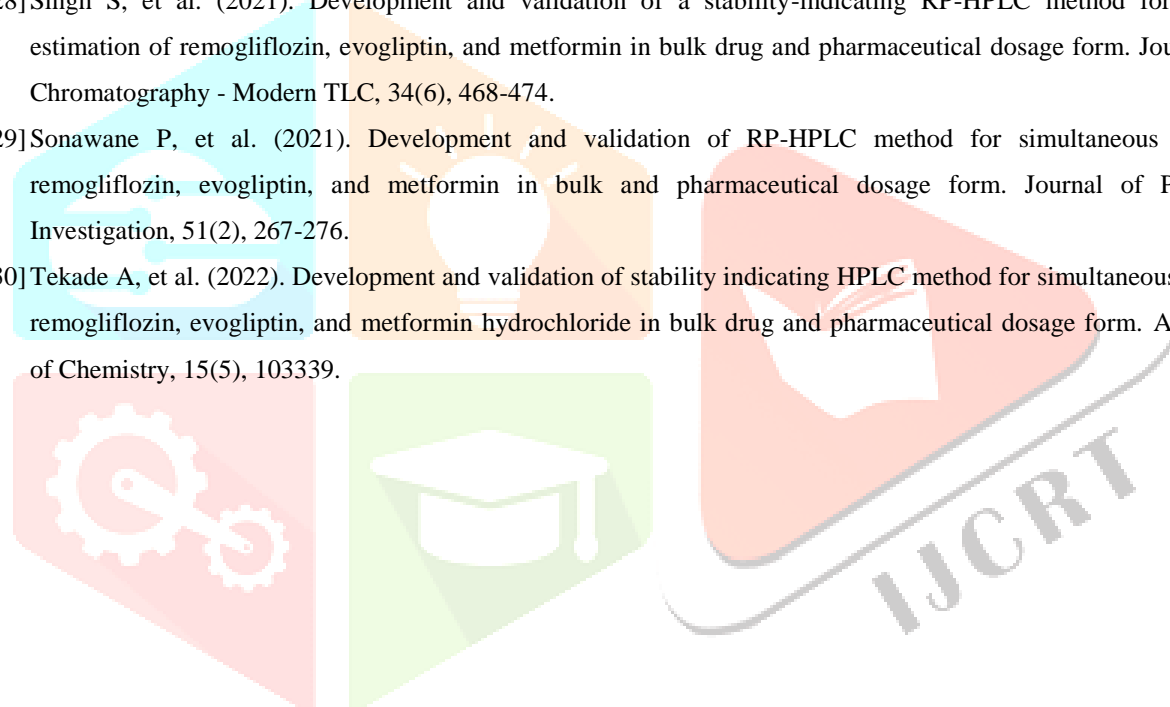 28] Singh S, et al. (2021). Development and validation of a stability-indicating RP-HPLC method for
estimation of remogliflozin, evogliptin, and metformin in bulk drug and pharmaceutical dosage form. Jou
Chromatography - Modern TLC, 34(6), 468-474.
29] Sonawane P, et al. (2021). Development and validation of RP-HPLC method for simultaneous
remogliflozin, evogliptin, and metformin in bulk and pharmaceutical dosage form. Journal of P
Investigation, 51(2), 267-276.
30] Tekade A, et al. (2022). Development and validation of stability indicating HPLC method for simultaneous
remogliflozin, evogliptin, and metformin hydrochloride in bulk drug and pharmaceutical dosage form. A
of Chemistry, 15(5), 103339.
IJCRT